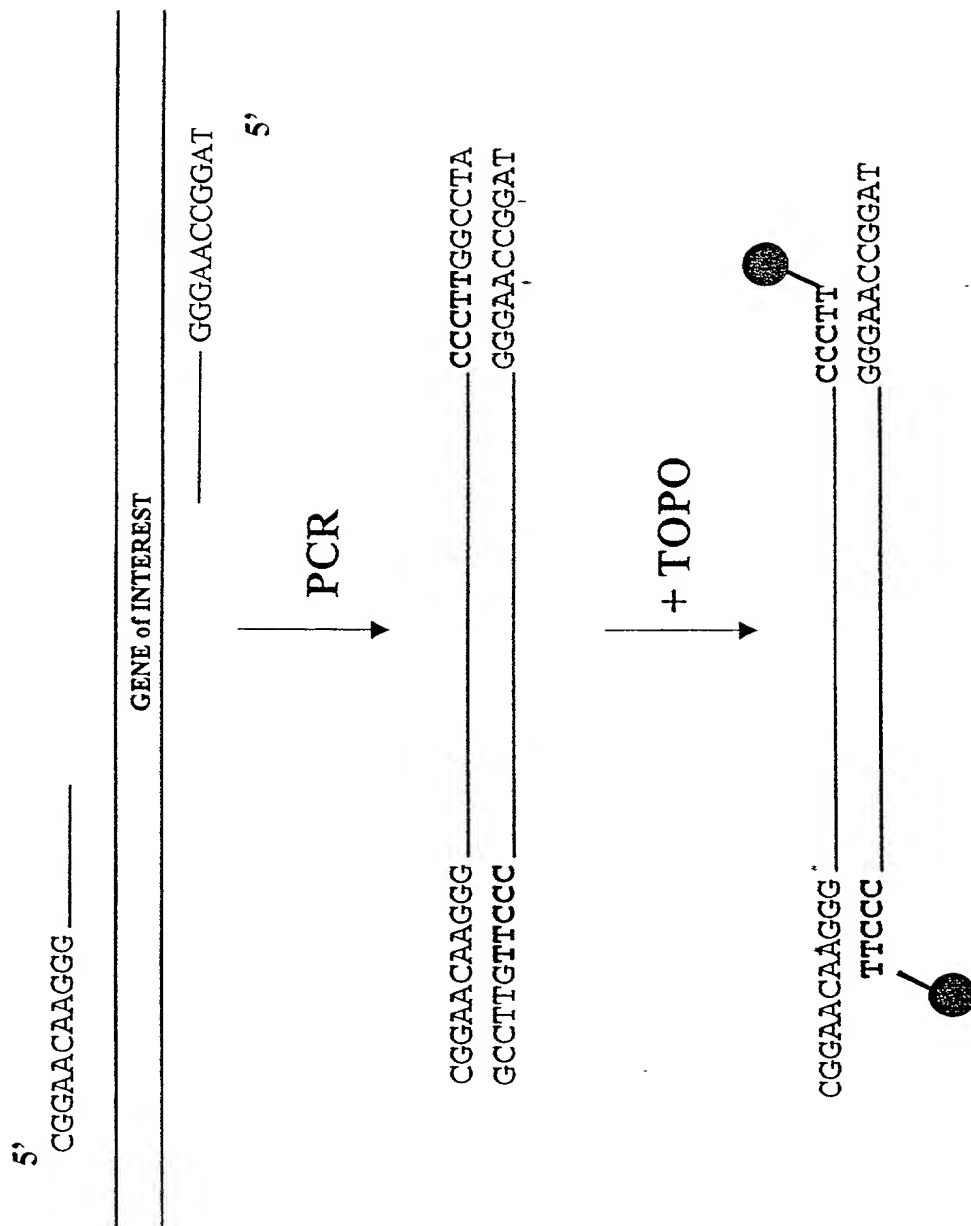 5'
CGGAACAAGGG
GENE of INTEREST
GGGAACCGGAT
5'
PCR
CGGAACAAGGG CCCTTGGCCTA
GCCTTGTTCCC GGGAACCGGAT
+ TOPO
CGGAACAAGGG CCCTT
TTCCC GGGAACCGGAT